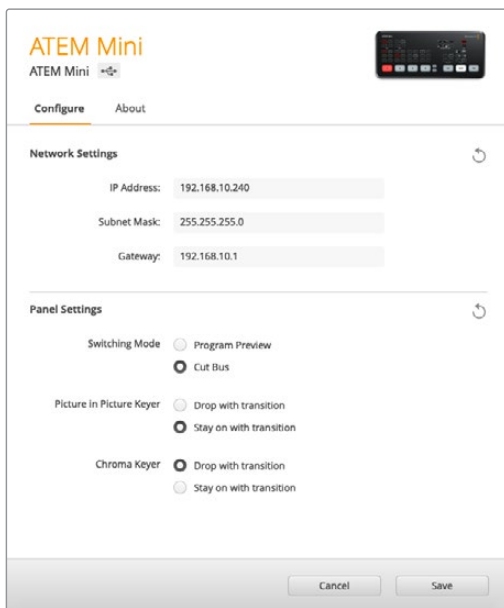 ATEM Mini
ATEM Mini
Configure About
Network Settings
IP Address: 192.168.10.240
Subnet Mask: 255.255.255.0
Gateway: 192.168.10.1
Panel Settings
Switching Mode Program Preview
Cut Bus
Picture in Picture Keyer Drop with transition
Stay on with transition
Chroma Keyer Drop with transition
Stay on with transition
Cancel Save